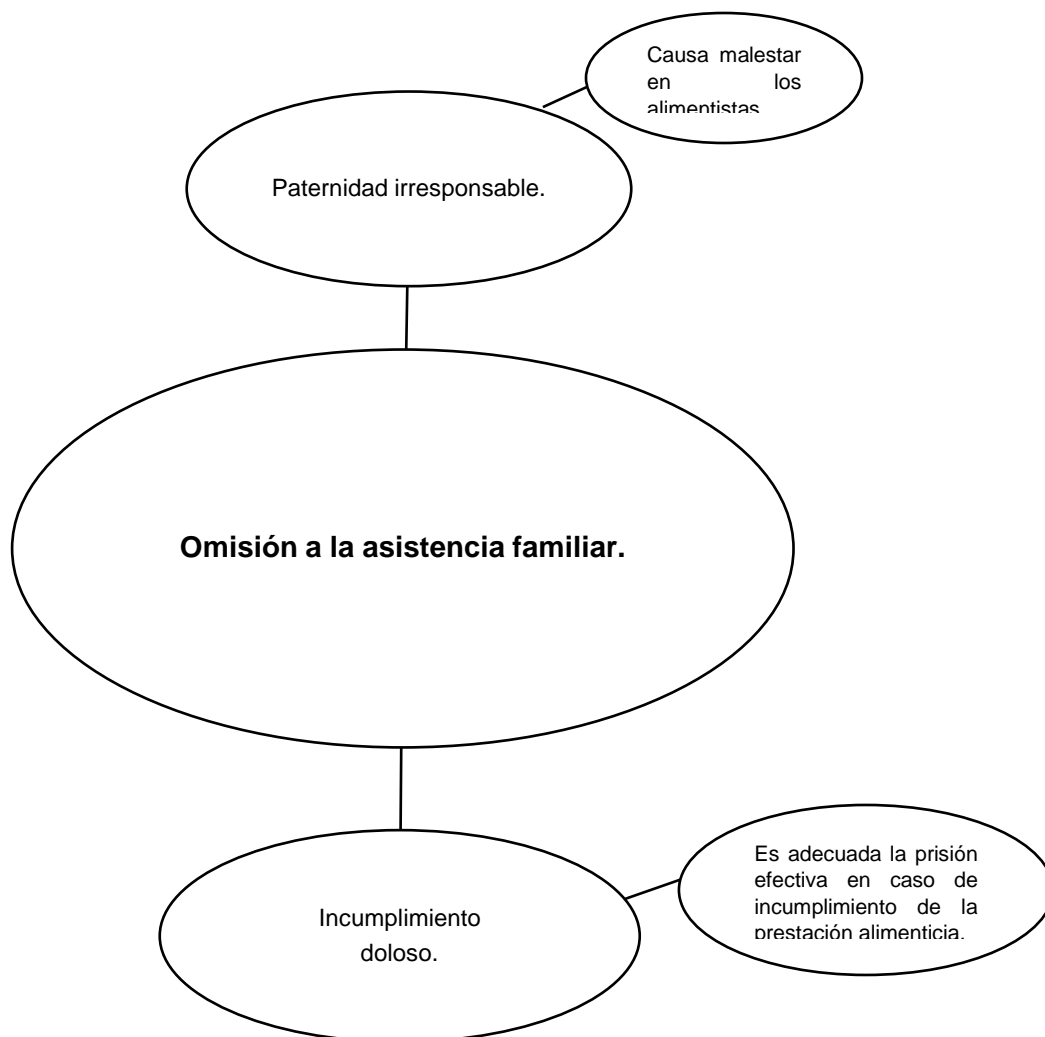 Causa malestar
en los
alimentistas
Paternidad irresponsable.
Omisión a la asistencia familiar.
Es adecuada la prisión
efectiva en caso de
incumplimiento de la
prestación alimenticia.
Incumplimiento
doloso.